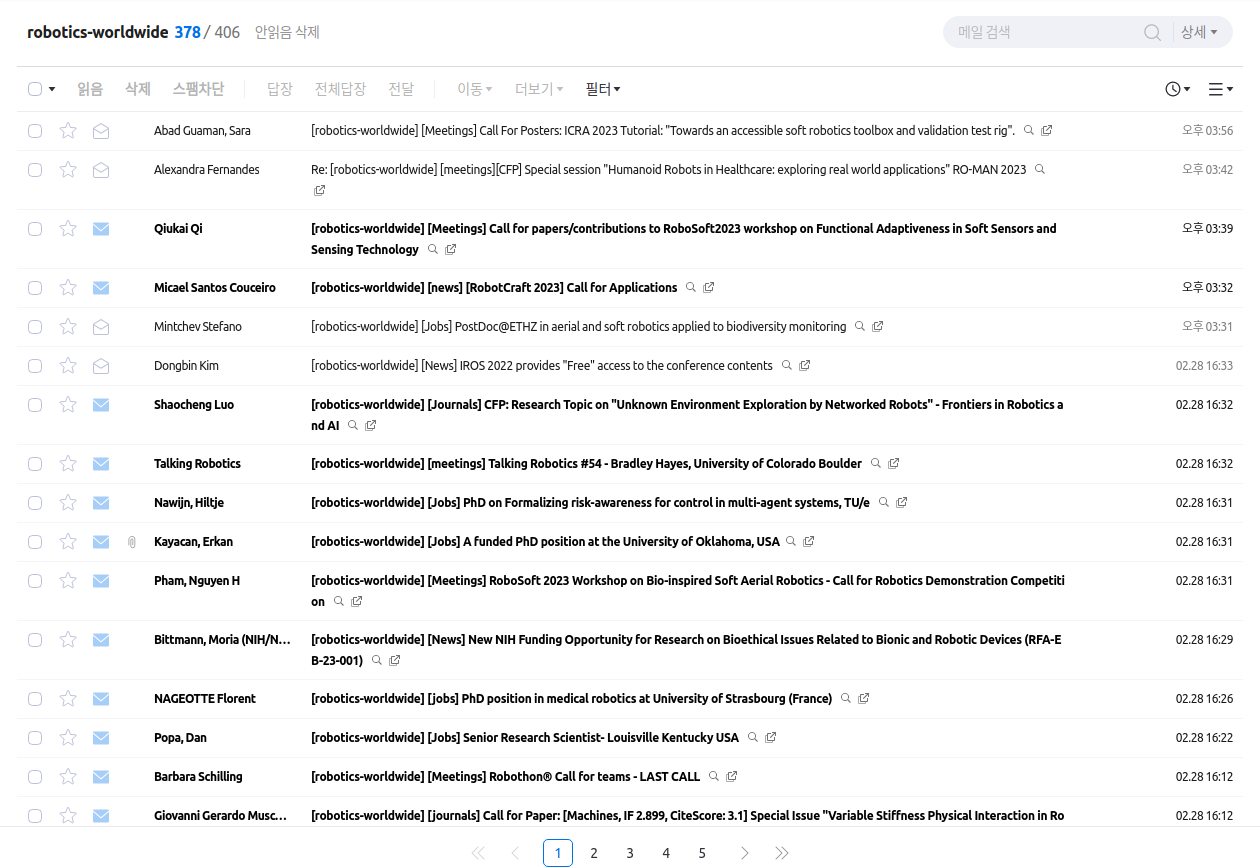 robotics-worldwide 378 / 406 안읽음 삭제
메일 검색 상세
읽음 삭제 스팸차단 답장 전체답장 전달 이동 더보기 필터
Abad Guaman, Sara [robotics-worldwide] [Meetings] Call For Posters: ICRA 2023 Tutorial: "Towards an accessible soft robotics toolbox and validation test rig". 오후 03:56
Alexandra Fernandes Re: [robotics-worldwide] [meetings][CFP] Special session "Humanoid Robots in Healthcare: exploring real world applications" RO-MAN 2023 오후 03:42
Qiukai Qi [robotics-worldwide] [Meetings] Call for papers/contributions to RoboSoft2023 workshop on Functional Adaptiveness in Soft Sensors and 오후 03:39
Sensing Technology
Micael Santos Couceiro [robotics-worldwide] [news] [RobotCraft 2023] Call for Applications 오후 03:32
Mintchev Stefano [robotics-worldwide] [Jobs] PostDoc@ETHZ in aerial and soft robotics applied to biodiversity monitoring 오후 03:31
Dongbin Kim [robotics-worldwide] [News] IROS 2022 provides "Free" access to the conference contents 02.28 16:33
Shaocheng Luo [robotics-worldwide] [Journals] CFP: Research Topic on "Unknown Environment Exploration by Networked Robots" - Frontiers in Robotics a 02.28 16:32
nd AI
Talking Robotics [robotics-worldwide] [meetings] Talking Robotics #54 - Bradley Hayes, University of Colorado Boulder 02.28 16:32
Nawijn, Hiltje [robotics-worldwide] [Jobs] PhD on Formalizing risk-awareness for control in multi-agent systems, TU/e 02.28 16:31
Kayacan, Erkan [robotics-worldwide] [Jobs] A funded PhD position at the University of Oklahoma, USA 02.28 16:31
Pham, Nguyen H [robotics-worldwide] [Meetings] RoboSoft 2023 Workshop on Bio-inspired Soft Aerial Robotics - Call for Robotics Demonstration Competiti 02.28 16:31
on
Bittmann, Moria (NIH/N... [robotics-worldwide] [News] New NIH Funding Opportunity for Research on Bioethical Issues Related to Bionic and Robotic Devices (RFA-E 02.28 16:29
B-23-001)
NAGEOTTE Florent [robotics-worldwide] [jobs] PhD position in medical robotics at University of Strasbourg (France) 02.28 16:26
Popa, Dan [robotics-worldwide] [Jobs] Senior Research Scientist- Louisville Kentucky USA 02.28 16:22
Barbara Schilling [robotics-worldwide] [Meetings] Robothon® Call for teams - LAST CALL 02.28 16:12
Giovanni Gerardo Musc... [robotics-worldwide] [journals] Call for Paper: [Machines, IF 2.899, CiteScore: 3.1] Special Issue "Variable Stiffness Physical Interaction in Ro 02.28 16:12
1 2 3 4 5